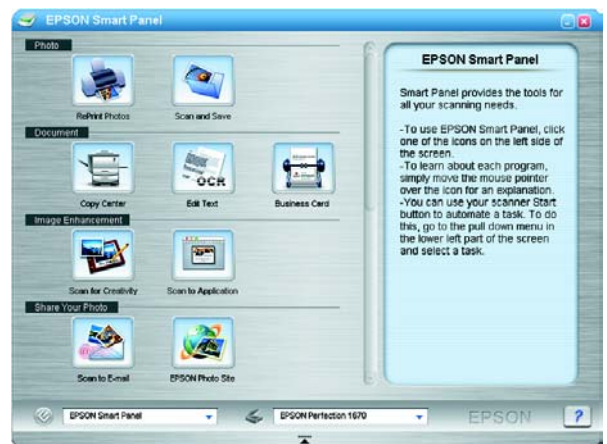 EPSON Smart Panel
Photo
RePrint Photos
Scan and Save
Document
OCR
Copy Center
Edit Text
Business Card
Image Enhancement
Scan for Creativity
Scan to Application
Share Your Photo
Scan to E-mail
EPSON Photo Site
EPSON Smart Panel
Smart Panel provides the tools for
all your scanning needs.
-To use EPSON Smart Panel, click
one of the icons on the left side of
the screen.
-To learn about each program,
simply move the mouse pointer
over the icon for an explanation.
-You can use your scanner Start
button to automate a task. To do
this, go to the pull down menu in
the lower left part of the screen
and select a task.
EPSON Smart Panel
EPSON Perfection 1670
EPSON
?